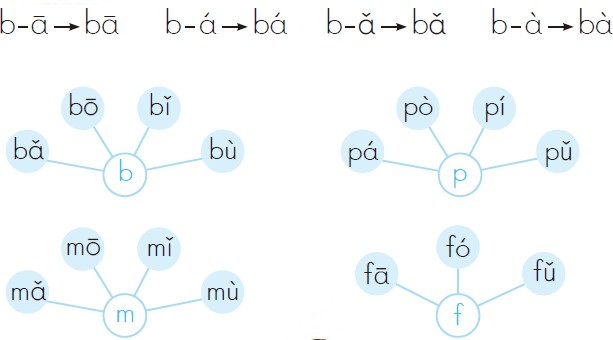 b-ā→bā b-á→bá b-ǎ→bǎ b-à→bà
bō bǐ pò pí
bǎ bù pá pǔ
b p
mō mǐ fó
mǎ mù fā fǔ
m f